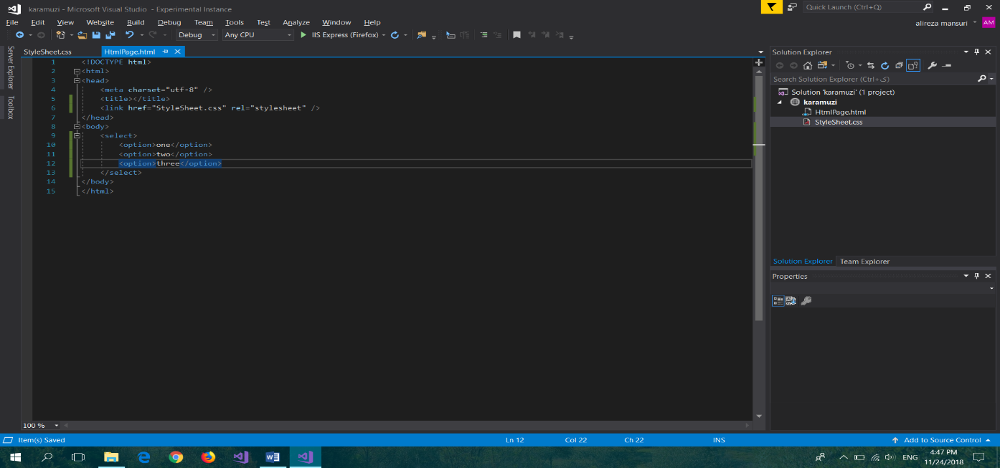 karamuzi - Microsoft Visual Studio - Experimental Instance
Quick Launch (Ctrl+Q)
File Edit View Website Build Debug Team Tools Test Analyze Window Help
alireza mansuri AM
Debug Any CPU IIS Express (Firefox)
Server Explorer
Toolbox
StyleSheet.css HtmlPage.html
1 <!DOCTYPE html>
2 <html>
3 <head>
4 <meta charset="utf-8" />
5 <title></title>
6 <link href="StyleSheet.css" rel="stylesheet" />
7 </head>
8 <body>
9 <select>
10 <option>one</option>
11 <option>two</option>
12 <option>three</option>
13 </select>
14 </body>
15 </html>
100 %
Solution Explorer
Search Solution Explorer (Ctrl+ک)
Solution 'karamuzi' (1 project)
karamuzi
HtmlPage.html
StyleSheet.css
Solution Explorer Team Explorer
Properties
Item(s) Saved Ln 12 Col 22 Ch 22 INS Add to Source Control
ENG
4:47 PM
11/24/2018